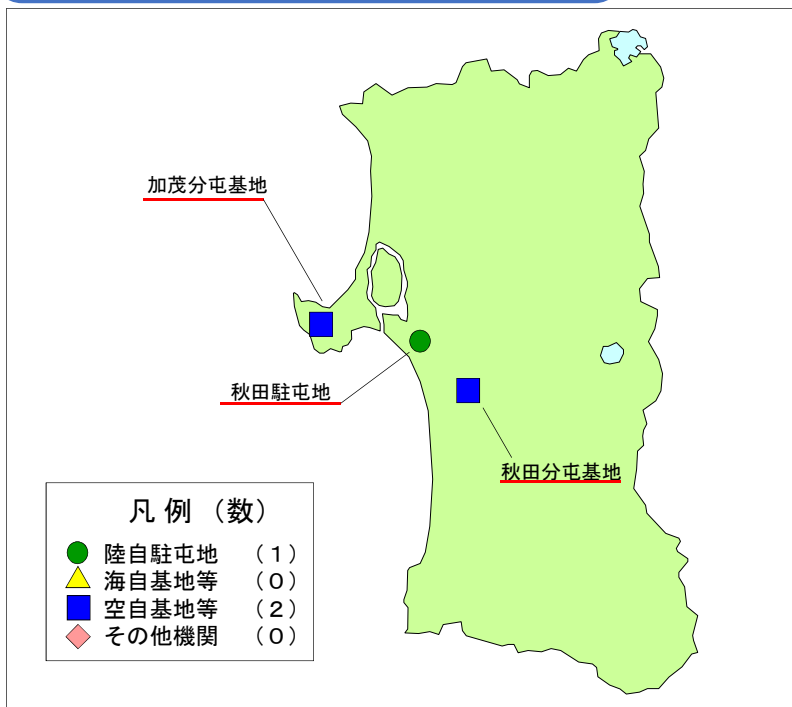 加茂分屯基地
秋田駐屯地
秋田分屯基地
凡 例 （数）
陸自駐屯地 （１）
海自基地等 （０）
空自基地等 （２）
その他機関 （０）